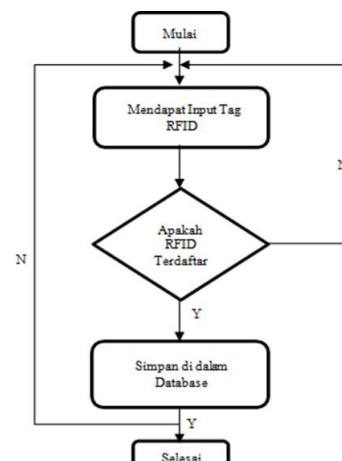 Mulai
Mendapat Input Tag
RFID
Apakah
RFID
Terdaftar
N
Y
Simpan di dalam
Database
Y
Selesai